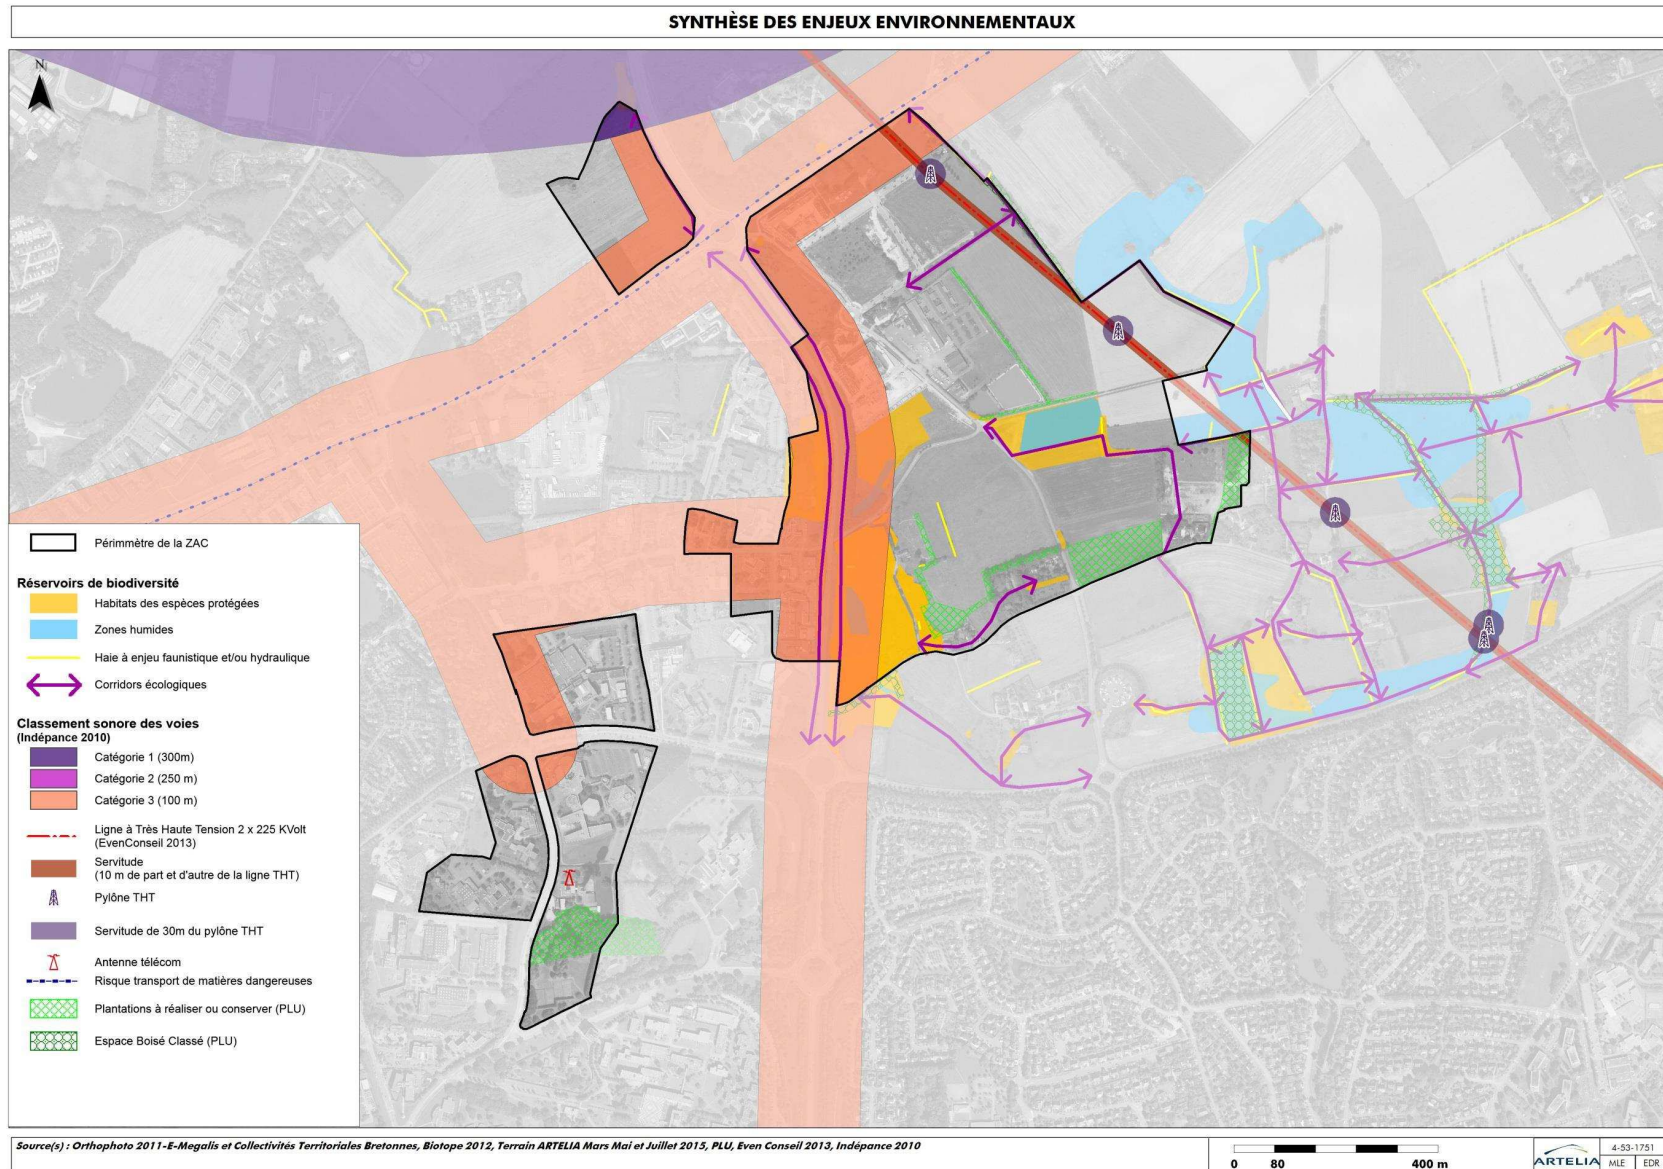 SYNTHÈSE DES ENJEUX ENVIRONNEMENTAUX
N
Périmmètre de la ZAC
Réservoirs de biodiversité
Habitats des espèces protégées
Zones humides
Haie à enjeu faunistique et/ou hydraulique
Corridors écologiques
Classement sonore des voies
(Indépance 2010)
Catégorie 1 (300m)
Catégorie 2 (250 m)
Catégorie 3 (100 m)
Ligne à Très Haute Tension 2 x 225 KVolt
(EvenConseil 2013)
Servitude
(10 m de part et d'autre de la ligne THT)
Pylône THT
Servitude de 30m du pylône THT
Antenne télécom
Risque transport de matières dangereuses
Plantations à réaliser ou conserver (PLU)
Espace Boisé Classé (PLU)
Source(s) : Orthophoto 2011-E-Megalis et Collectivités Territoriales Bretonnes, Biotope 2012, Terrain ARTELIA Mars Mai et Juillet 2015, PLU, Even Conseil 2013, Indépance 2010
0 80 400 m
ARTELIA
4-53-1751
MLE EDR